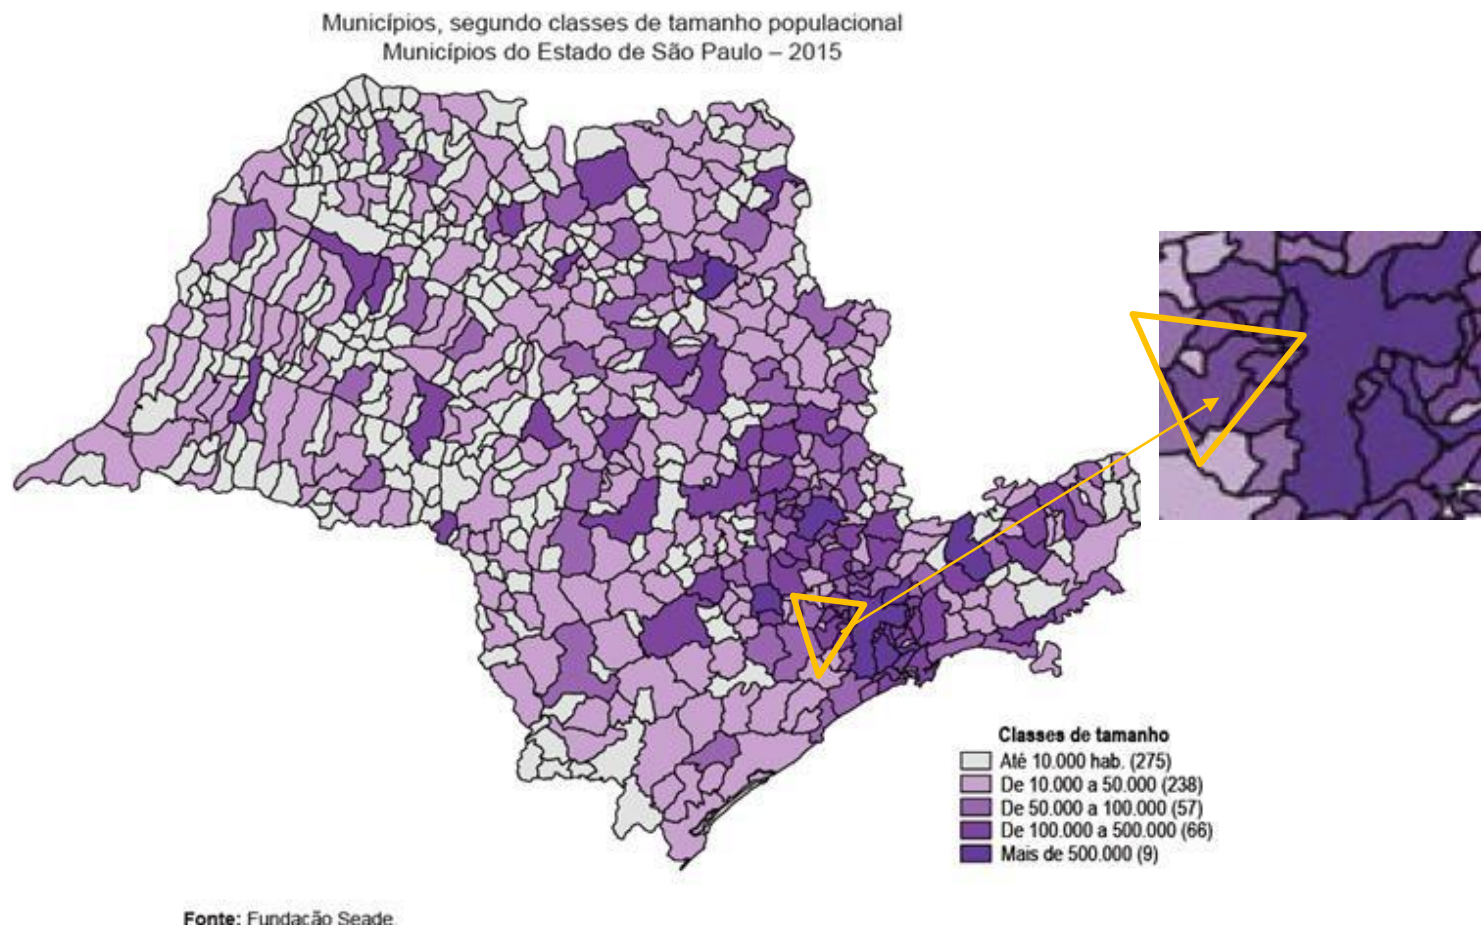 Municípios, segundo classes de tamanho populacional
Municípios do Estado de São Paulo – 2015
Classes de tamanho
Até 10.000 hab. (275)
De 10.000 a 50.000 (238)
De 50.000 a 100.000 (57)
De 100.000 a 500.000 (66)
Mais de 500.000 (9)
Fonte: Fundação Seade.